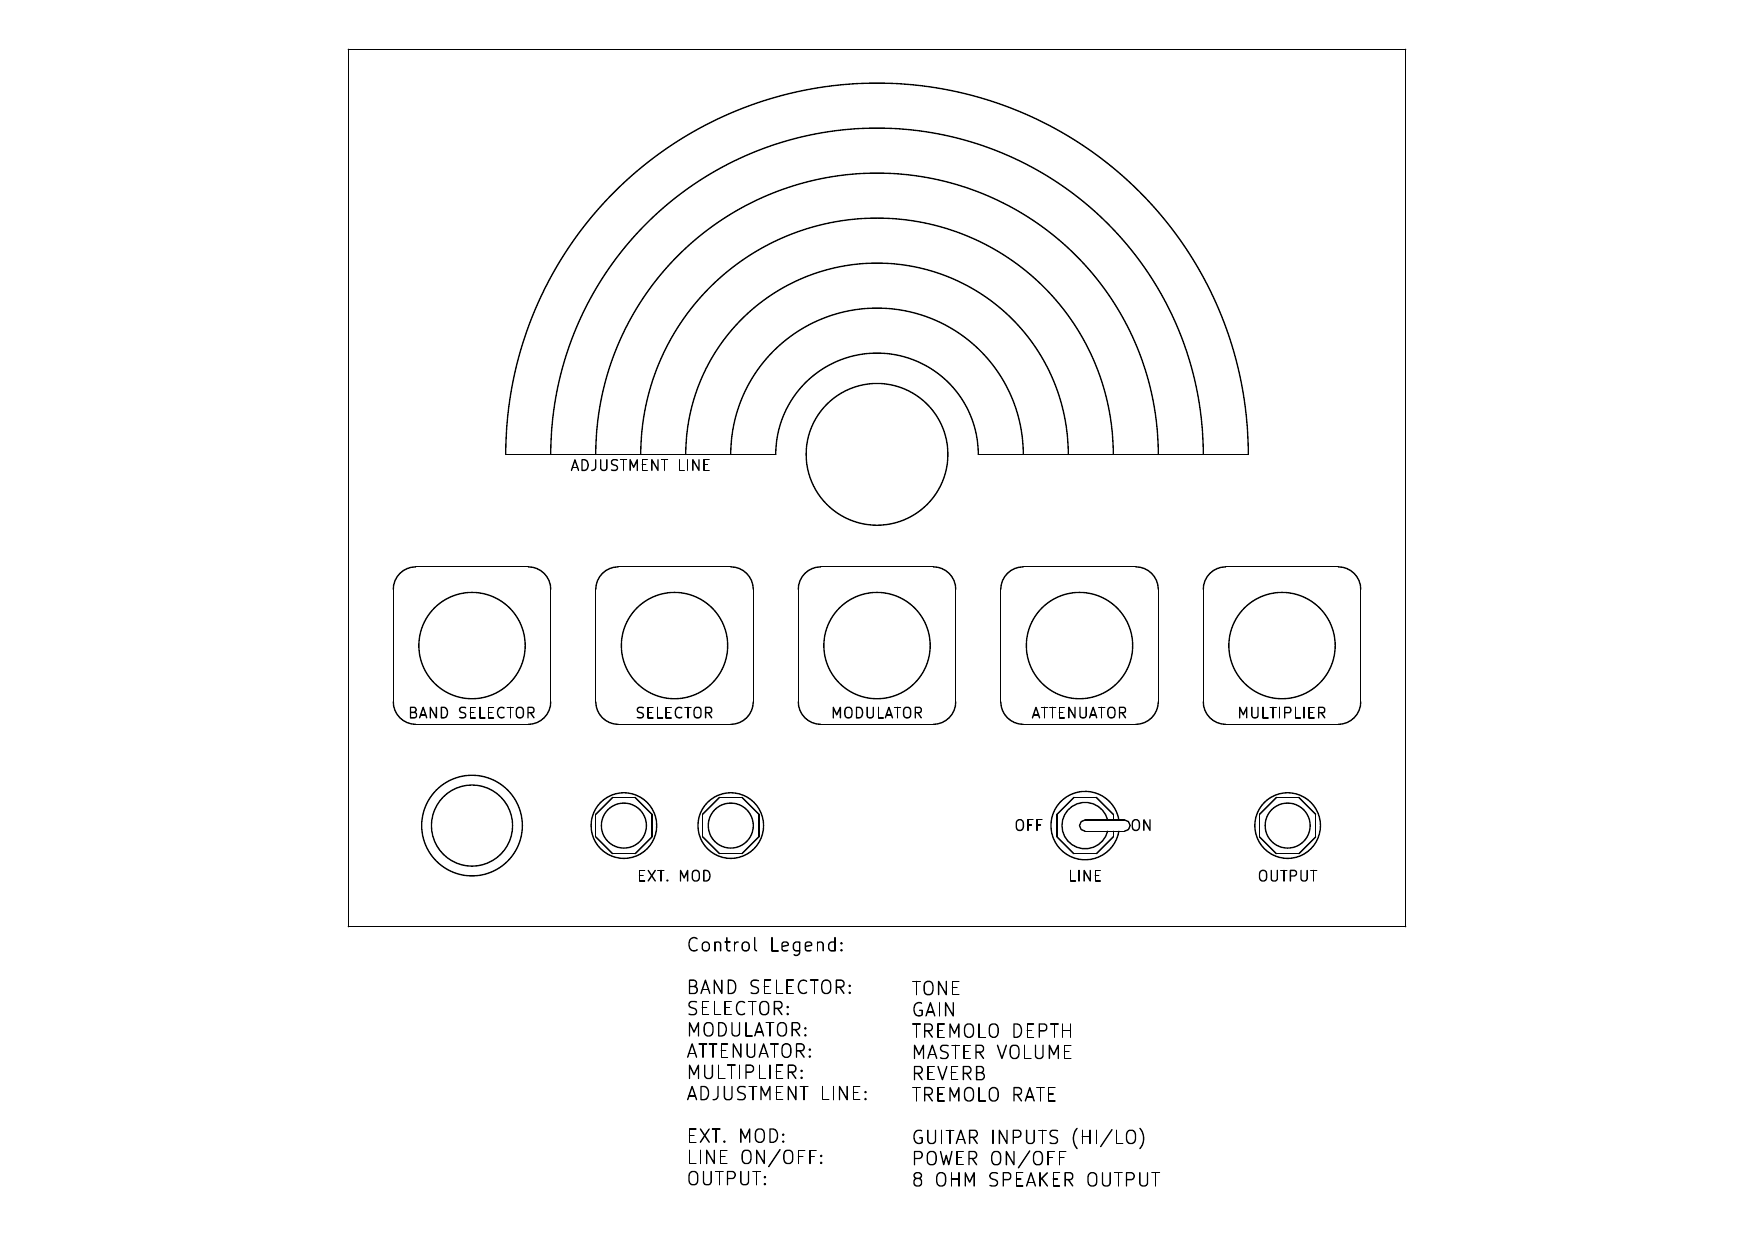 ADJUSTMENT LINE
BAND SELECTOR
SELECTOR
MODULATOR
ATTENUATOR
MULTIPLIER
OFF
ON
EXT. MOD
LINE
OUTPUT
Control Legend:
BAND SELECTOR: TONE
SELECTOR: GAIN
MODULATOR: TREMOLO DEPTH
ATTENUATOR: MASTER VOLUME
MULTIPLIER: REVERB
ADJUSTMENT LINE: TREMOLO RATE
EXT. MOD: GUITAR INPUTS (HI/LO)
LINE ON/OFF: POWER ON/OFF
OUTPUT: 8 OHM SPEAKER OUTPUT